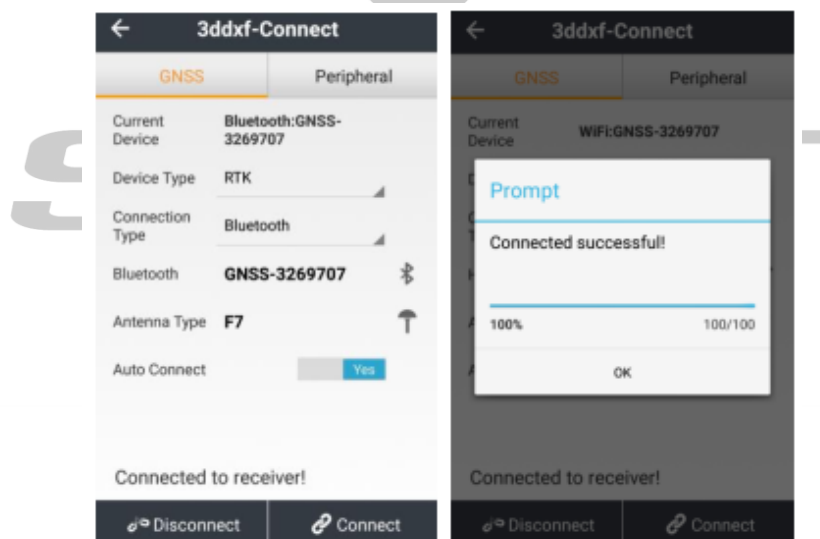 3ddxf-Connect
GNSS Peripheral
Current Device Bluetooth:GNSS-3269707
Device Type RTK
Connection Type Bluetooth
Bluetooth GNSS-3269707
Antenna Type F7
Auto Connect Yes
Connected to receiver!
Disconnect Connect
3ddxf-Connect
GNSS Peripheral
Current Device WiFi:GNSS-3269707
Prompt
Connected successful!
100% 100/100
OK
Connected to receiver!
Disconnect Connect